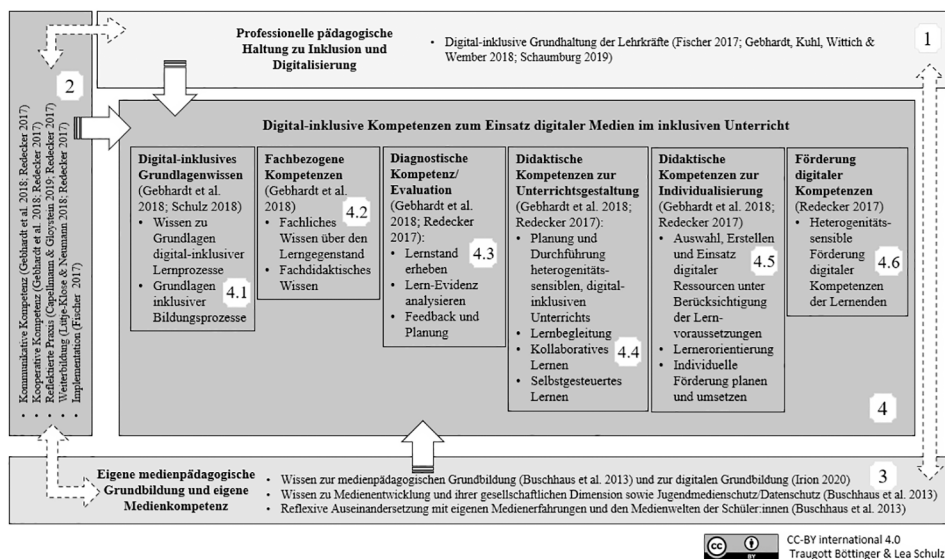 Professionelle pädagogische
Haltung zu Inklusion und
Digitalisierung
• Digital-inklusive Grundhaltung der Lehrkräfte (Fischer 2017; Gebhardt, Kuhl, Wittich &
Wember 2018; Schaumburg 2019)
1
2
• Kommunikative Kompetenz (Gebhardt et al. 2018; Redecker 2017)
• Kooperative Kompetenz (Gebhardt et al. 2018; Redecker 2017)
• Reflektierte Praxis (Capellmann & Gloystein 2019; Redecker 2017)
• Weiterbildung (Lütje-Klose & Neumann 2018; Redecker 2017)
• Implementation (Fischer 2017)
Digital-inklusive Kompetenzen zum Einsatz digitaler Medien im inklusiven Unterricht
Digital-inklusives
Grundlagenwissen
(Gebhardt et al.
2018; Schulz 2018)
• Wissen zu
Grundlagen
digital-inklusiver
Lernprozesse
• Grundlagen
inklusiver
Bildungsprozesse
4.1
Fachbezogene
Kompetenzen
(Gebhardt et al.
2018)
• Fachliches
Wissen über den
Lerngegenstand
• Fachdidaktisches
Wissen
4.2
Diagnostische
Kompetenz/
Evaluation
(Gebhardt et al.
2018; Redecker
2017):
• Lernstand
erheben
• Lern-Evidenz
analysieren
• Feedback und
Planung
4.3
Didaktische
Kompetenzen zur
Unterrichtsgestaltung
(Gebhardt et al. 2018;
Redecker 2017):
• Planung und
Durchführung
heterogenitäts-
sensiblen, digital-
inklusiven
Unterrichts
• Lernbegleitung
• Kollaboratives
Lernen
• Selbstgesteuertes
Lernen
4.4
Didaktische
Kompetenzen zur
Individualisierung
(Gebhardt et al. 2018;
Redecker 2017)
• Auswahl, Erstellen
und Einsatz
digitaler
Ressourcen unter
Berücksichtigung
der Lern-
voraussetzungen
• Lernerorientierung
• Individuelle
Förderung planen
und umsetzen
4.5
Förderung
digitaler
Kompetenzen
(Redecker 2017)
• Heterogenitäts-
sensible
Förderung
digitaler
Kompetenzen
der Lernenden
4.6
4
Eigene medienpädagogische
Grundbildung und eigene
Medienkompetenz
• Wissen zur medienpädagogischen Grundbildung (Buschhaus et al. 2013) und zur digitalen Grundbildung (Irion 2020)
• Wissen zu Medienentwicklung und ihrer gesellschaftlichen Dimension sowie Jugendmedienschutz/Datenschutz (Buschhaus et al. 2013)
• Reflexive Auseinandersetzung mit eigenen Medienerfahrungen und den Medienwelten der Schüler:innen (Buschhaus et al. 2013)
3
cc BY
CC-BY international 4.0
Traugott Böttinger & Lea Schulz